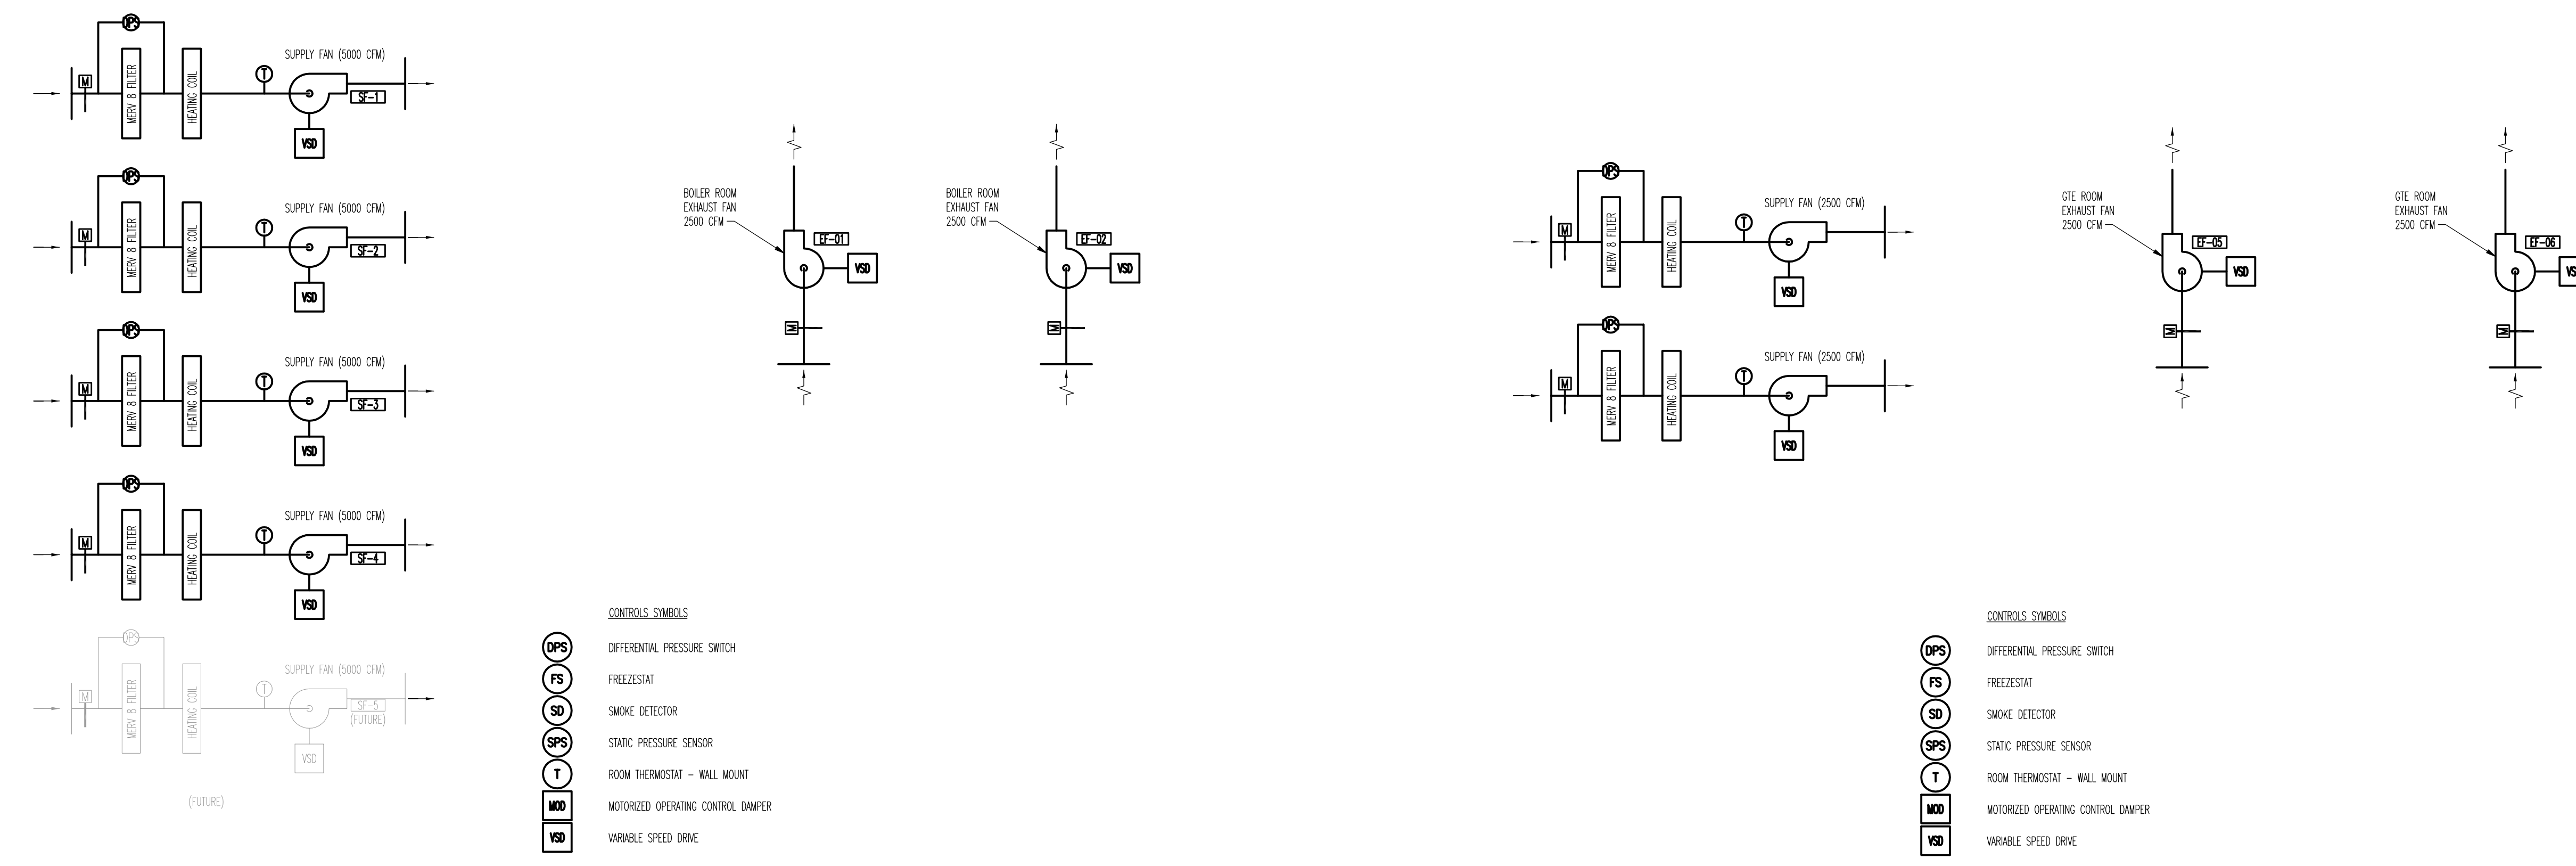 DPS
SUPPLY FAN (5000 CFM)
M
MERV 8 FILTER
HEATING COIL
T
SF-1
VSD
DPS
SUPPLY FAN (5000 CFM)
M
MERV 8 FILTER
HEATING COIL
T
SF-2
VSD
DPS
SUPPLY FAN (5000 CFM)
M
MERV 8 FILTER
HEATING COIL
T
SF-3
VSD
DPS
SUPPLY FAN (5000 CFM)
M
MERV 8 FILTER
HEATING COIL
T
SF-4
VSD
DPS
SUPPLY FAN (5000 CFM)
M
MERV 8 FILTER
HEATING COIL
T
SF-5
(FUTURE)
VSD
(FUTURE)
BOILER ROOM
EXHAUST FAN
2500 CFM
EF-01
VSD
M
BOILER ROOM
EXHAUST FAN
2500 CFM
EF-02
VSD
M
CONTROLS SYMBOLS
DPS DIFFERENTIAL PRESSURE SWITCH
FS FREEZESTAT
SD SMOKE DETECTOR
SPS STATIC PRESSURE SENSOR
T ROOM THERMOSTAT - WALL MOUNT
MOD MOTORIZED OPERATING CONTROL DAMPER
VSD VARIABLE SPEED DRIVE
DPS
SUPPLY FAN (2500 CFM)
M
MERV 8 FILTER
HEATING COIL
T
VSD
DPS
SUPPLY FAN (2500 CFM)
M
MERV 8 FILTER
HEATING COIL
T
VSD
GTE ROOM
EXHAUST FAN
2500 CFM
EF-05
VSD
M
GTE ROOM
EXHAUST FAN
2500 CFM
EF-06
M
CONTROLS SYMBOLS
DPS DIFFERENTIAL PRESSURE SWITCH
FS FREEZESTAT
SD SMOKE DETECTOR
SPS STATIC PRESSURE SENSOR
T ROOM THERMOSTAT - WALL MOUNT
MOD MOTORIZED OPERATING CONTROL DAMPER
VSD VARIABLE SPEED DRIVE